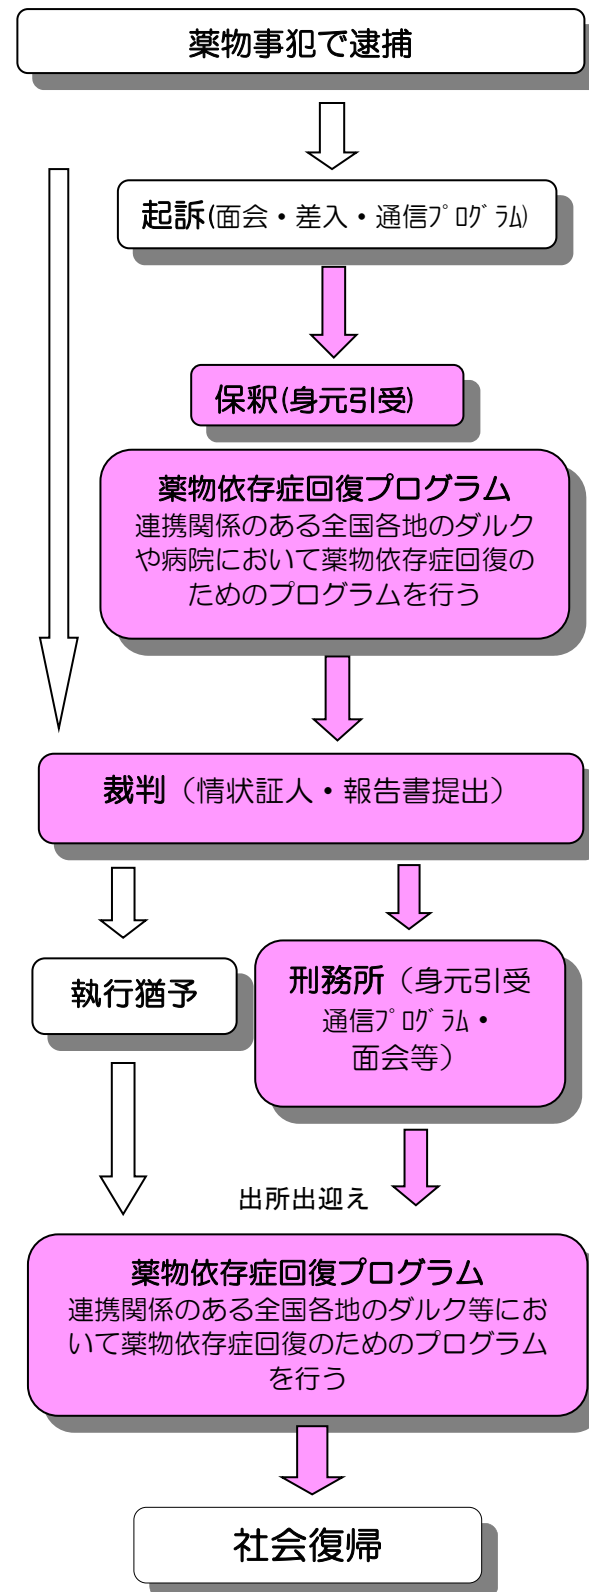 薬物事犯で逮捕
起訴(面会・差入・通信ﾌﾟﾛｸﾞﾗﾑ)
保釈(身元引受)
薬物依存症回復プログラム
連携関係のある全国各地のダルク
や病院において薬物依存症回復の
ためのプログラムを行う
裁判（情状証人・報告書提出）
執行猶予
刑務所（身元引受
通信ﾌﾟﾛｸﾞﾗﾑ・
面会等）
出所出迎え
薬物依存症回復プログラム
連携関係のある全国各地のダルク等にお
いて薬物依存症回復のためのプログラム
を行う
社会復帰